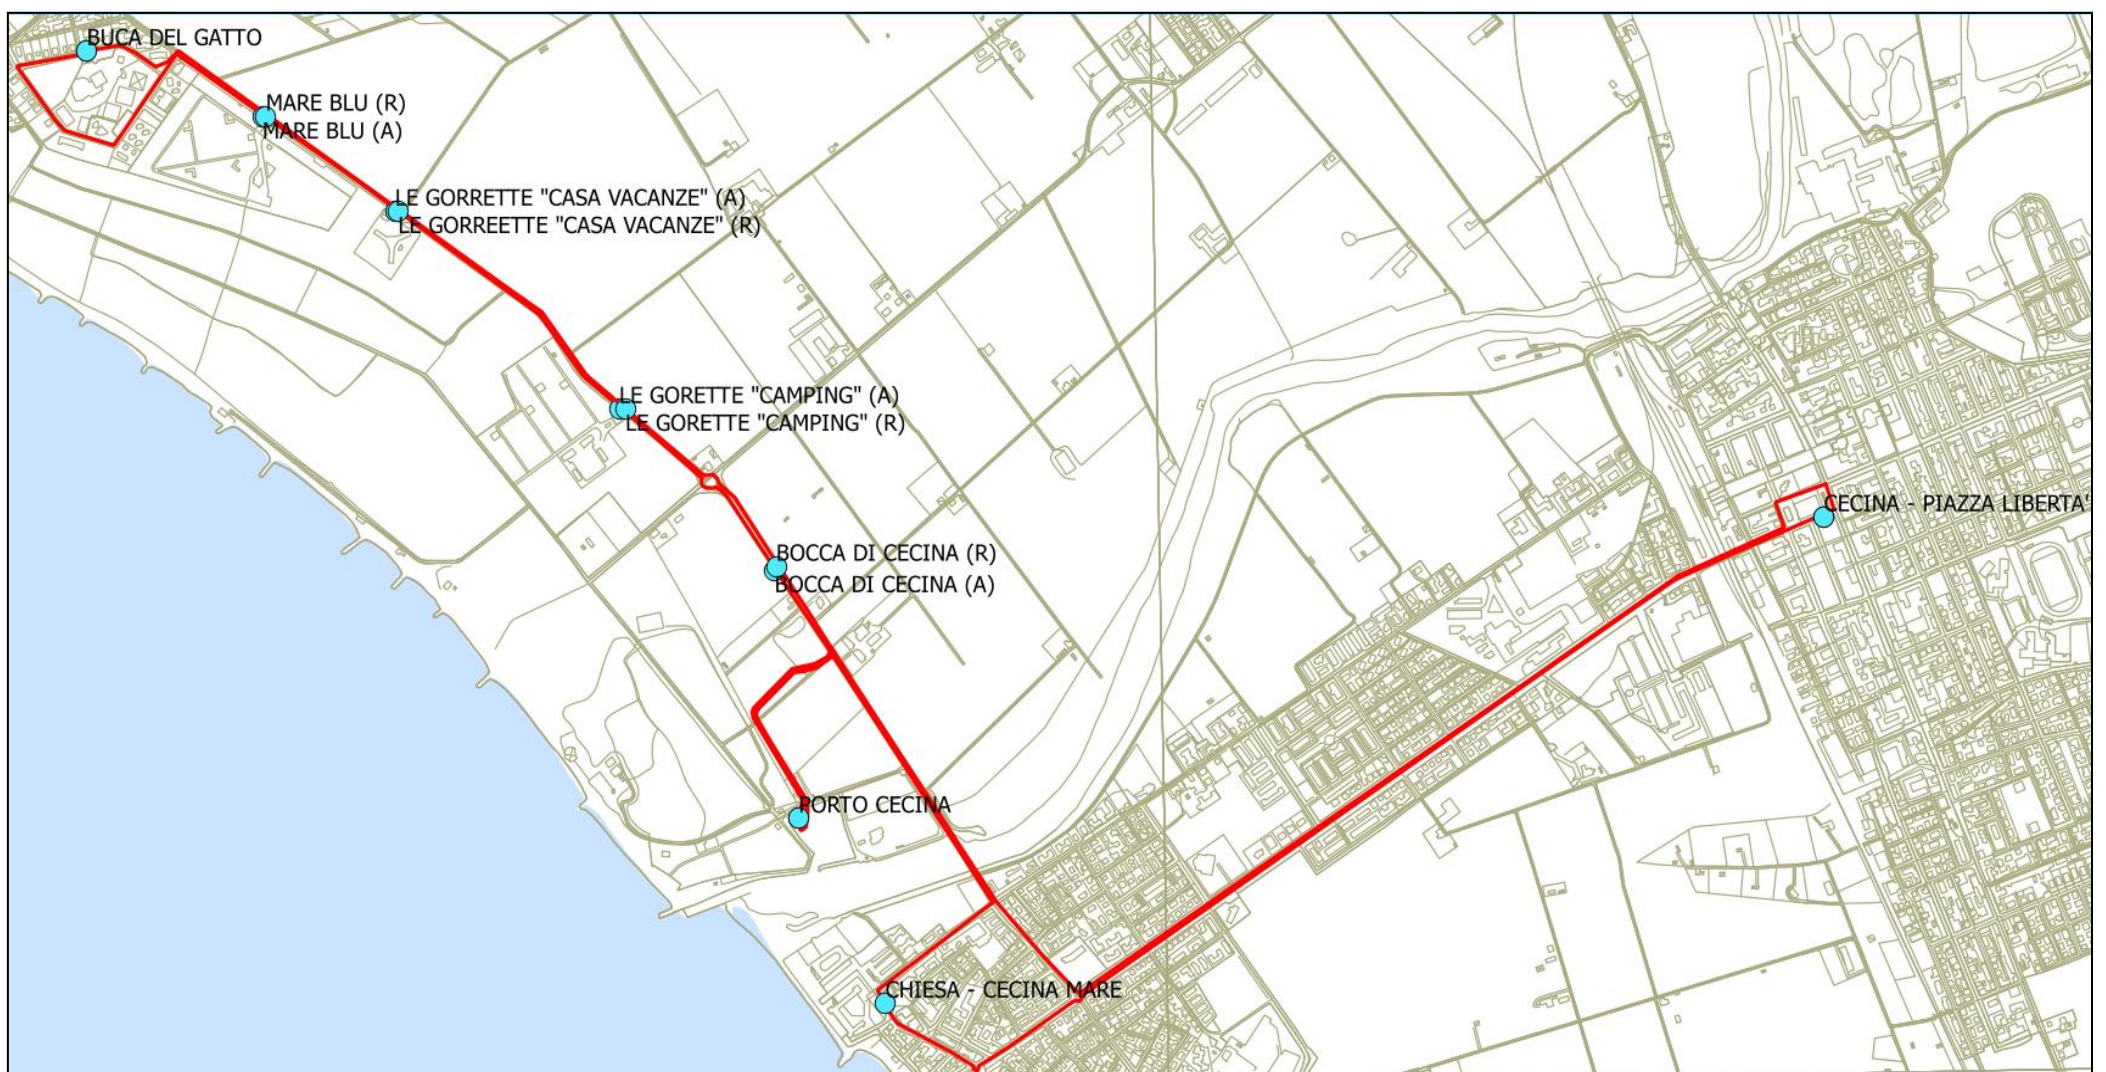 BUCA DEL GATTO
MARE BLU (R)
MARE BLU (A)
LE GORRETTE "CASA VACANZE" (A)
LE GORREETTE "CASA VACANZE" (R)
LE GORETTE "CAMPING" (A)
LE GORETTE "CAMPING" (R)
CECINA - PIAZZA LIBERTA'
BOCCA DI CECINA (R)
BOCCA DI CECINA (A)
PORTO CECINA
CHIESA - CECINA MARE